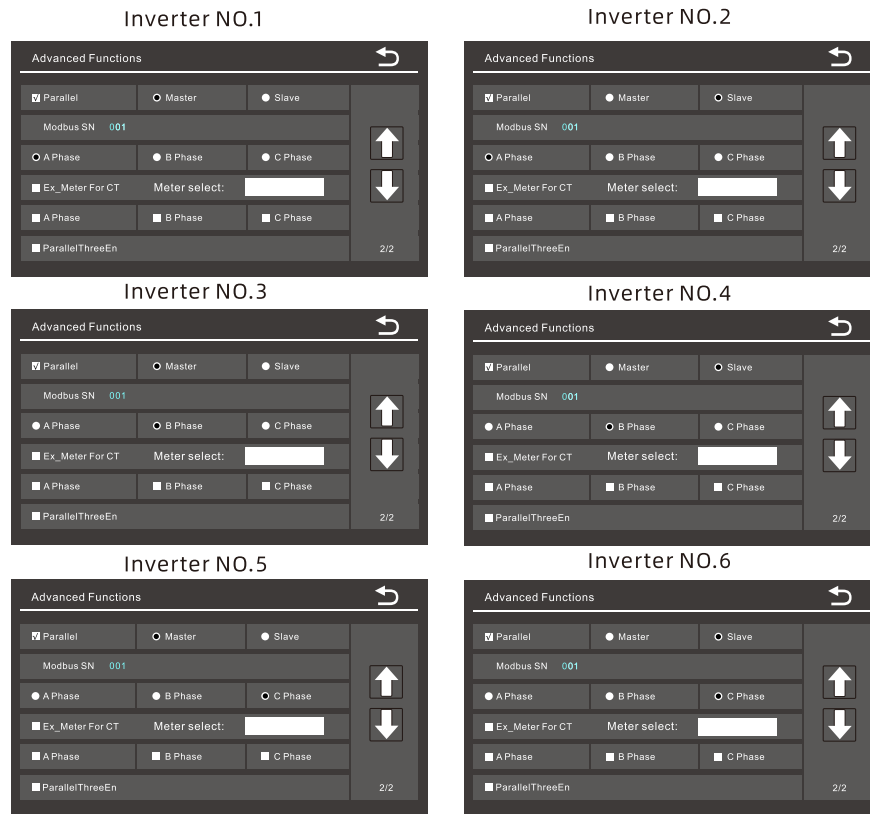 Inverter NO.1
Advanced Functions
Parallel Master Slave
Modbus SN 001
A Phase B Phase C Phase
Ex_Meter For CT Meter select:
A Phase B Phase C Phase
ParallelThreeEn
2/2
Inverter NO.2
Advanced Functions
Parallel Master Slave
Modbus SN 001
A Phase B Phase C Phase
Ex_Meter For CT Meter select:
A Phase B Phase C Phase
ParallelThreeEn
2/2
Inverter NO.3
Advanced Functions
Parallel Master Slave
Modbus SN 001
A Phase B Phase C Phase
Ex_Meter For CT Meter select:
A Phase B Phase C Phase
ParallelThreeEn
2/2
Inverter NO.4
Advanced Functions
Parallel Master Slave
Modbus SN 001
A Phase B Phase C Phase
Ex_Meter For CT Meter select:
A Phase B Phase C Phase
ParallelThreeEn
2/2
Inverter NO.5
Advanced Functions
Parallel Master Slave
Modbus SN 001
A Phase B Phase C Phase
Ex_Meter For CT Meter select:
A Phase B Phase C Phase
ParallelThreeEn
2/2
Inverter NO.6
Advanced Functions
Parallel Master Slave
Modbus SN 001
A Phase B Phase C Phase
Ex_Meter For CT Meter select:
A Phase B Phase C Phase
ParallelThreeEn
2/2